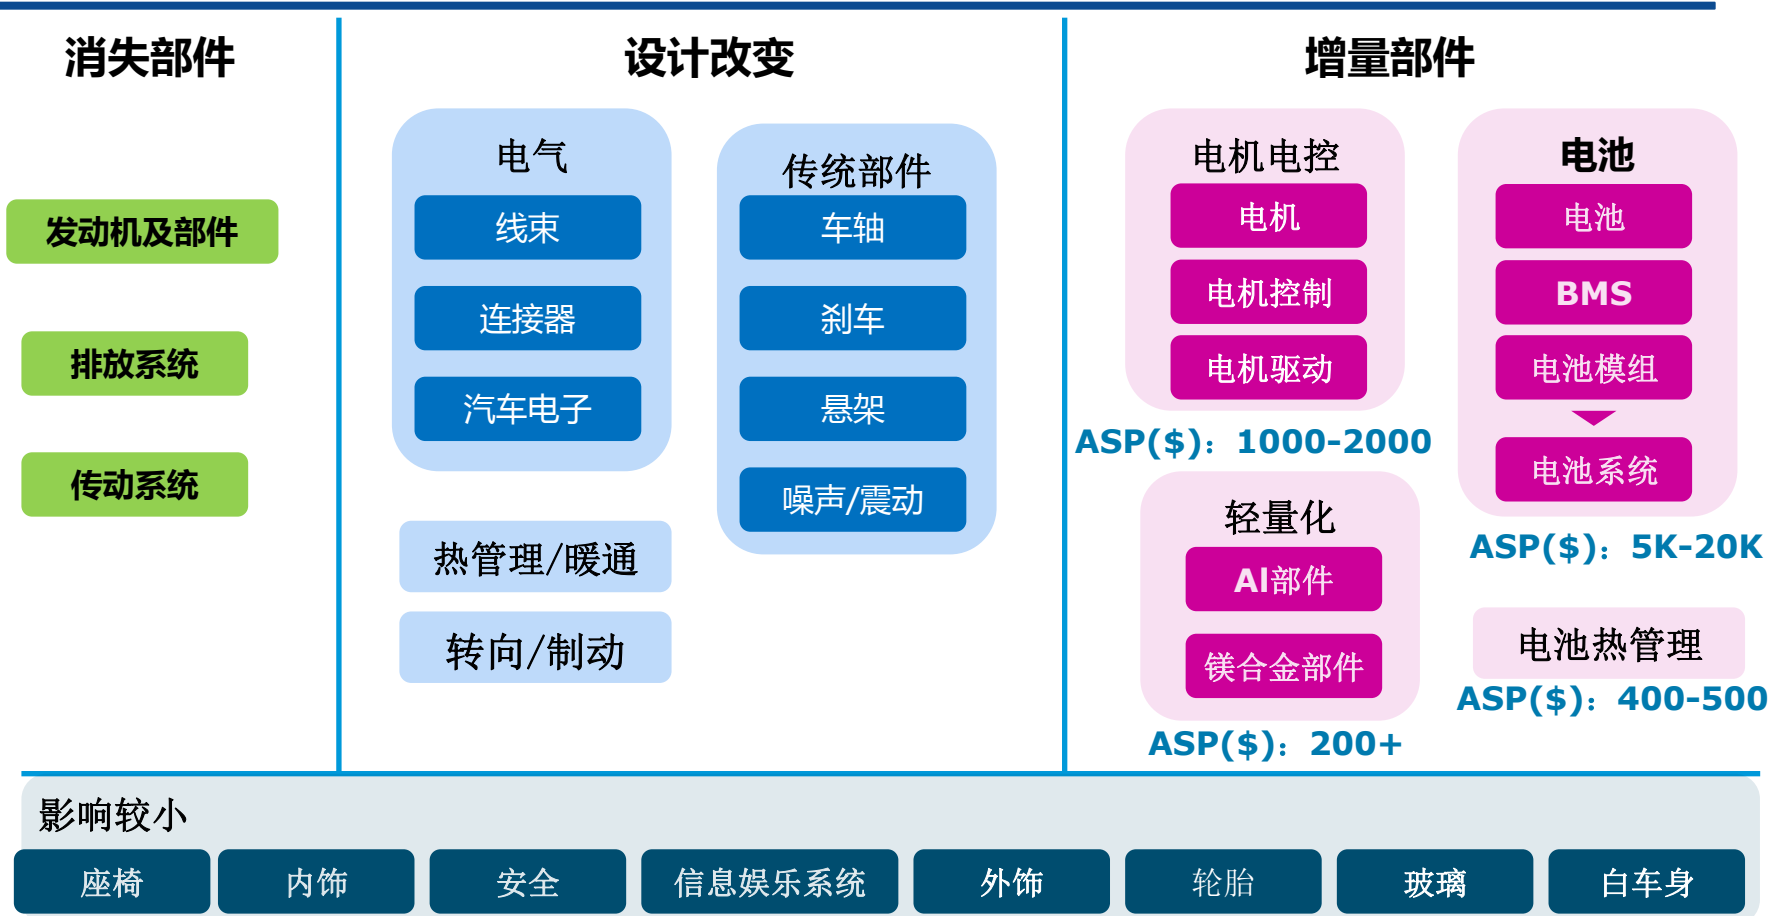 消失部件
发动机及部件
排放系统
传动系统
设计改变
电气
线束
连接器
汽车电子
热管理/暖通
转向/制动
传统部件
车轴
刹车
悬架
噪声/震动
增量部件
电机电控
电机
电机控制
电机驱动
ASP($)：1000-2000
轻量化
Al部件
镁合金部件
ASP($)：200+
电池
电池
BMS
电池模组
电池系统
ASP($)：5K-20K
电池热管理
ASP($)：400-500
影响较小
座椅
内饰
安全
信息娱乐系统
外饰
轮胎
玻璃
白车身